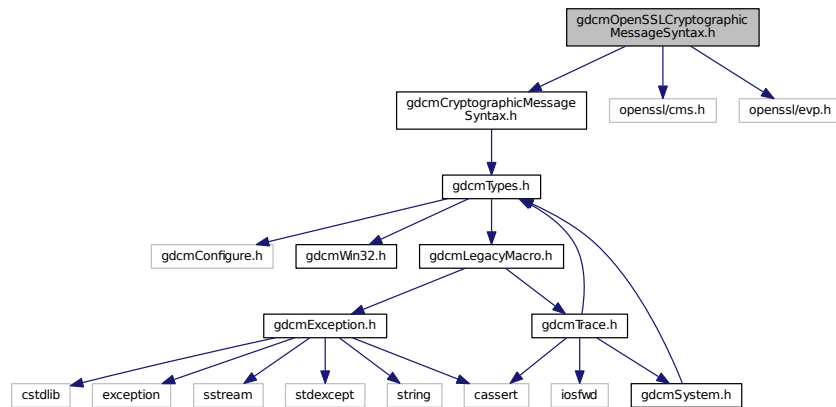 gdcmOpenSSLCryptographic
MessageSyntax.h
gdcmCryptographicMessage
Syntax.h
openssl/cms.h
openssl/evp.h
gdcmTypes.h
gdcmConfigure.h
gdcmWin32.h
gdcmLegacyMacro.h
gdcmException.h
gdcmTrace.h
cstdlib
exception
sstream
stdexcept
string
cassert
iosfwd
gdcmSystem.h